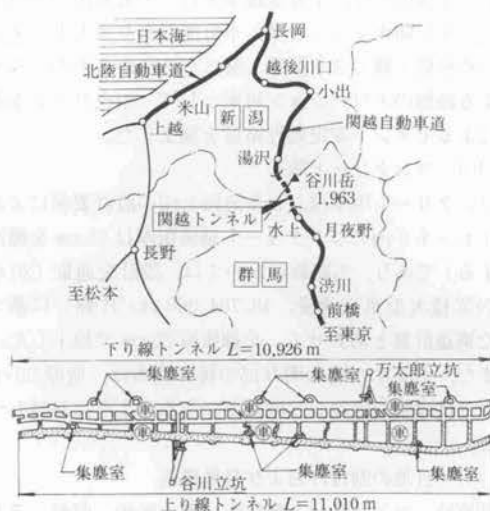 日本海
長岡
北陸自動車道
越後川口
小出
米山
新潟
関越自動車道
上越
湯沢
谷川岳
1,963
関越トンネル
水上
月夜野
長野
群馬
渋川
至松本
前橋
至東京
下り線トンネル L=10,926 m
集塵室
集塵室
万太郎立坑
集塵室
車
車
車
車
集塵室
集塵室
集塵室
谷川立坑
上り線トンネル L=11,010 m